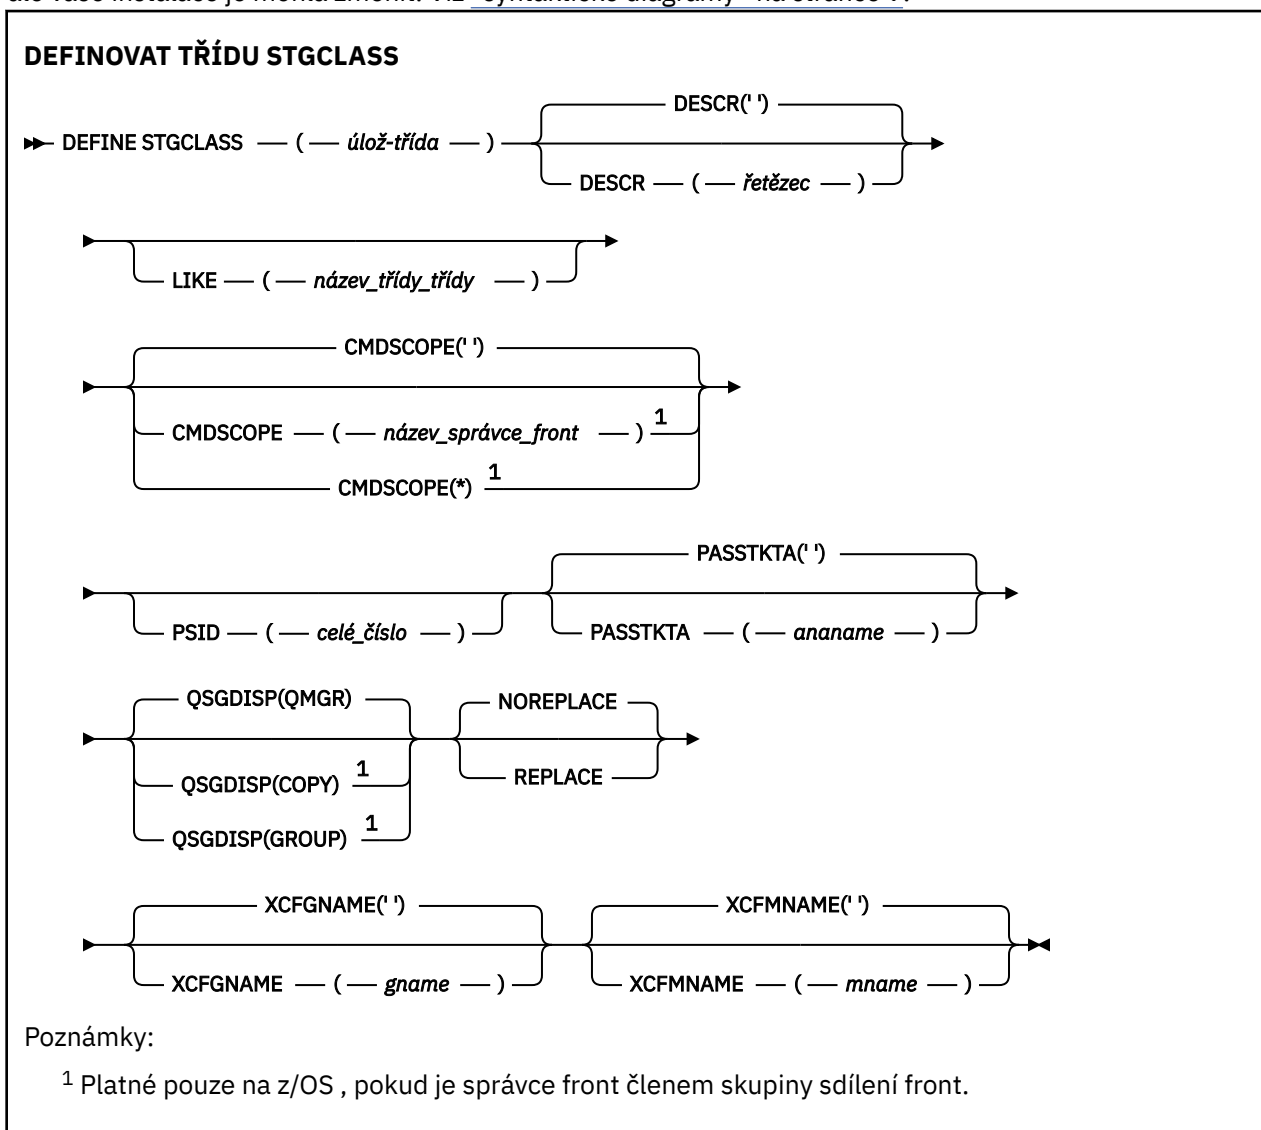 DEFINOVAT TŘÍDU STGCLASS
DESCR(' ')
DEFINE STGCLASS ( úlož-třída )
DESCR ( řetězec )
LIKE ( název_třídy_třídy )
CMDSCOPE(' ')
CMDSCOPE ( název_správce_front ) 1
CMDSCOPE(*) 1
PASSTKTA(' ')
PSID ( celé_číslo ) PASSTKTA ( ananame )
QSGDISP(QMGR) NOREPLACE
QSGDISP(COPY) 1 REPLACE
QSGDISP(GROUP) 1
XCFGNAME(' ') XCFMNAME(' ')
XCFGNAME ( gname ) XCFMNAME ( mname )
Poznámky:
1 Platné pouze na z/OS , pokud je správce front členem skupiny sdílení front.